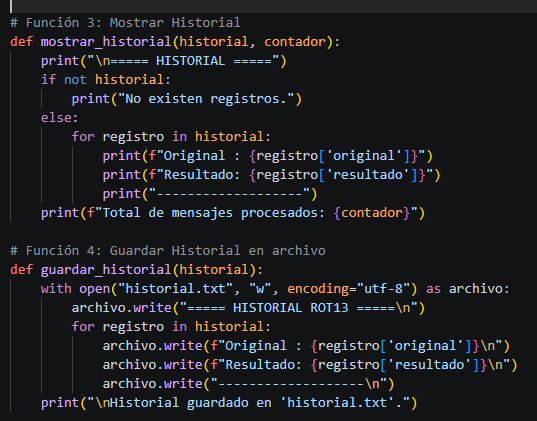 # Función 3: Mostrar Historial
def mostrar_historial(historial, contador):
    print("\n===== HISTORIAL =====")
    if not historial:
        print("No existen registros.")
    else:
        for registro in historial:
            print(f"Original : {registro['original']}")
            print(f"Resultado: {registro['resultado']}")
            print("-------------------")
    print(f"Total de mensajes procesados: {contador}")

# Función 4: Guardar Historial en archivo
def guardar_historial(historial):
    with open("historial.txt", "w", encoding="utf-8") as archivo:
        archivo.write("===== HISTORIAL ROT13 =====\n")
        for registro in historial:
            archivo.write(f"Original : {registro['original']}\n")
            archivo.write(f"Resultado: {registro['resultado']}\n")
            archivo.write("-------------------\n")
    print("\nHistorial guardado en 'historial.txt'.")